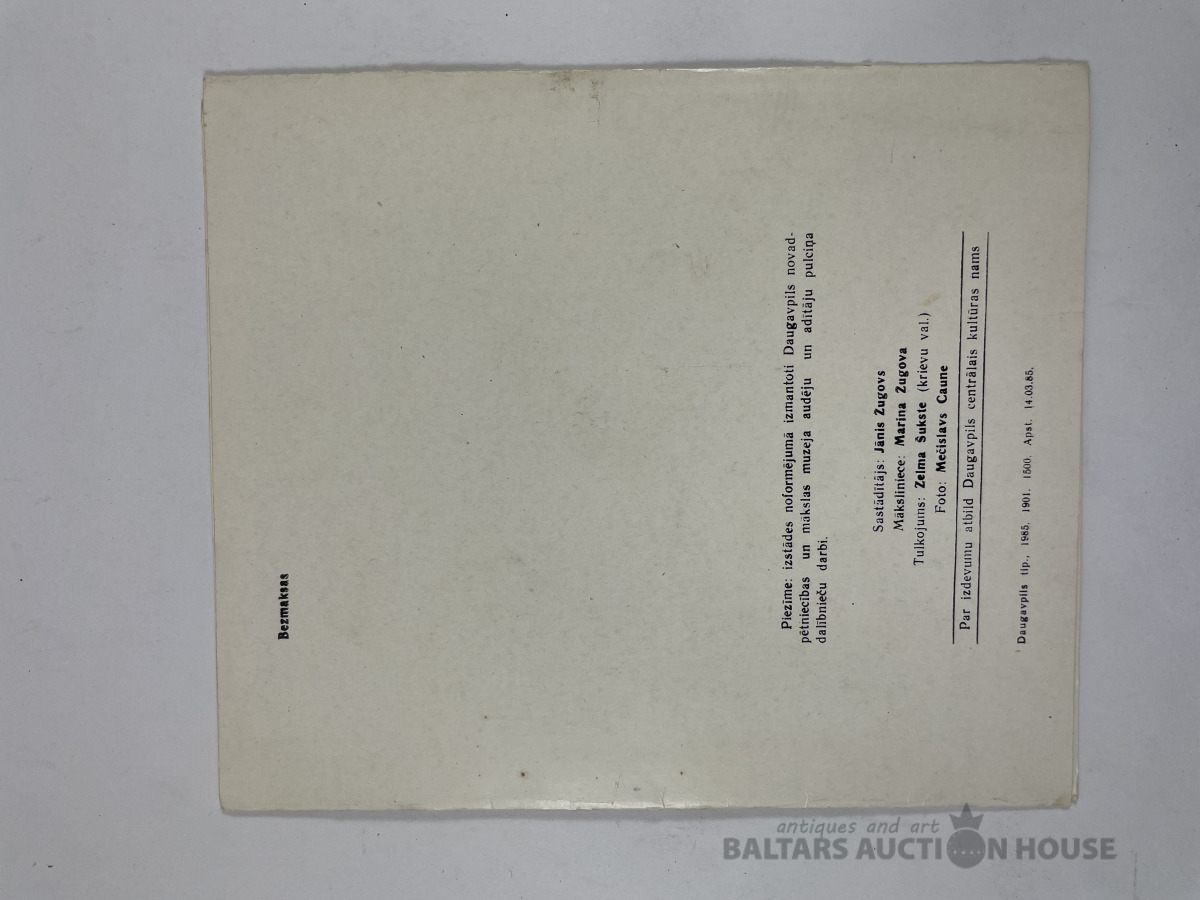 Bezmaksas
Piezīme: izstādes noformējumā izmantoti Daugavpils novad-
pētniecības un mākslas muzeja audēju un adītāju pulciņa
dalībnieču darbi.
Sastādītājs: Jānis Zugovs
Māksliniece: Marina Zugova
Tulkojums: Zelma Šukste (krievu val.)
Foto: Mečislavs Caune
Par izdevumu atbild Daugavpils centrālais kultūras nams
Daugavpils tip., 1985. 1901. 1500. Apst. 14.03.85.
antiques and art
BALTARS AUCTION HOUSE